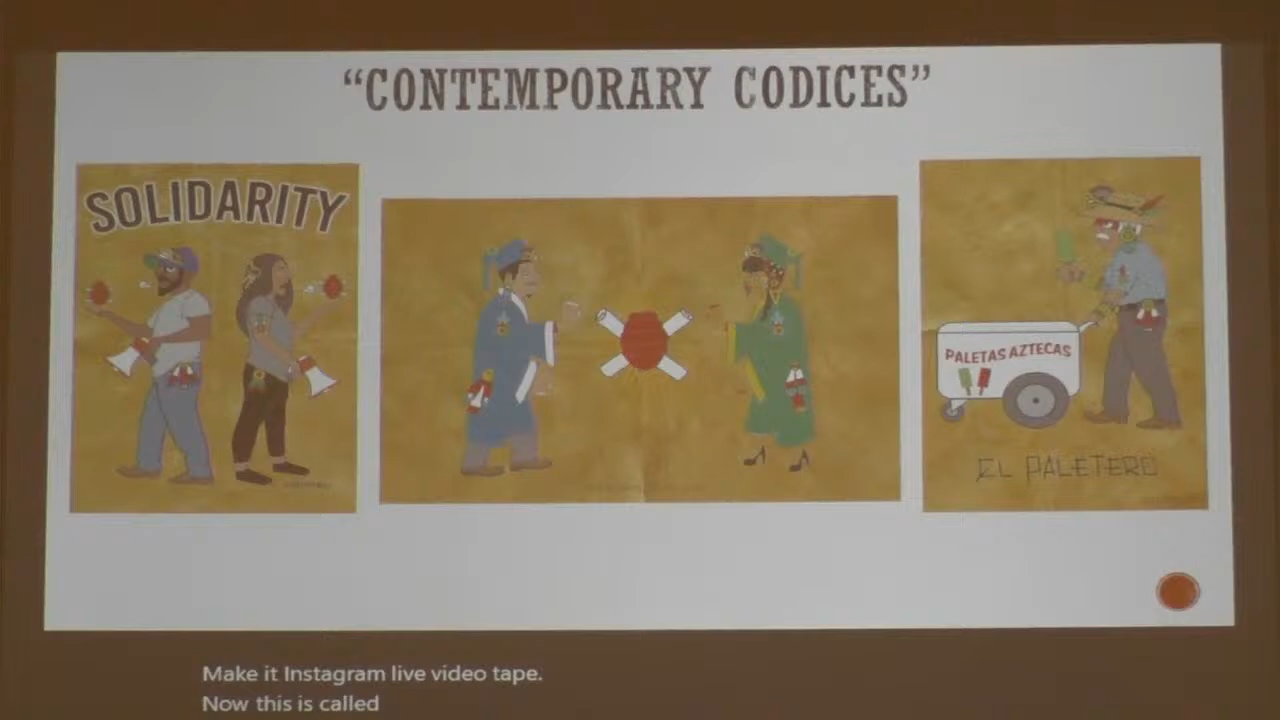 “CONTEMPORARY CODICES”
SOLIDARITY
PALETAS AZTECAS
EL PALETERO
Make it Instagram live video tape.
Now this is called